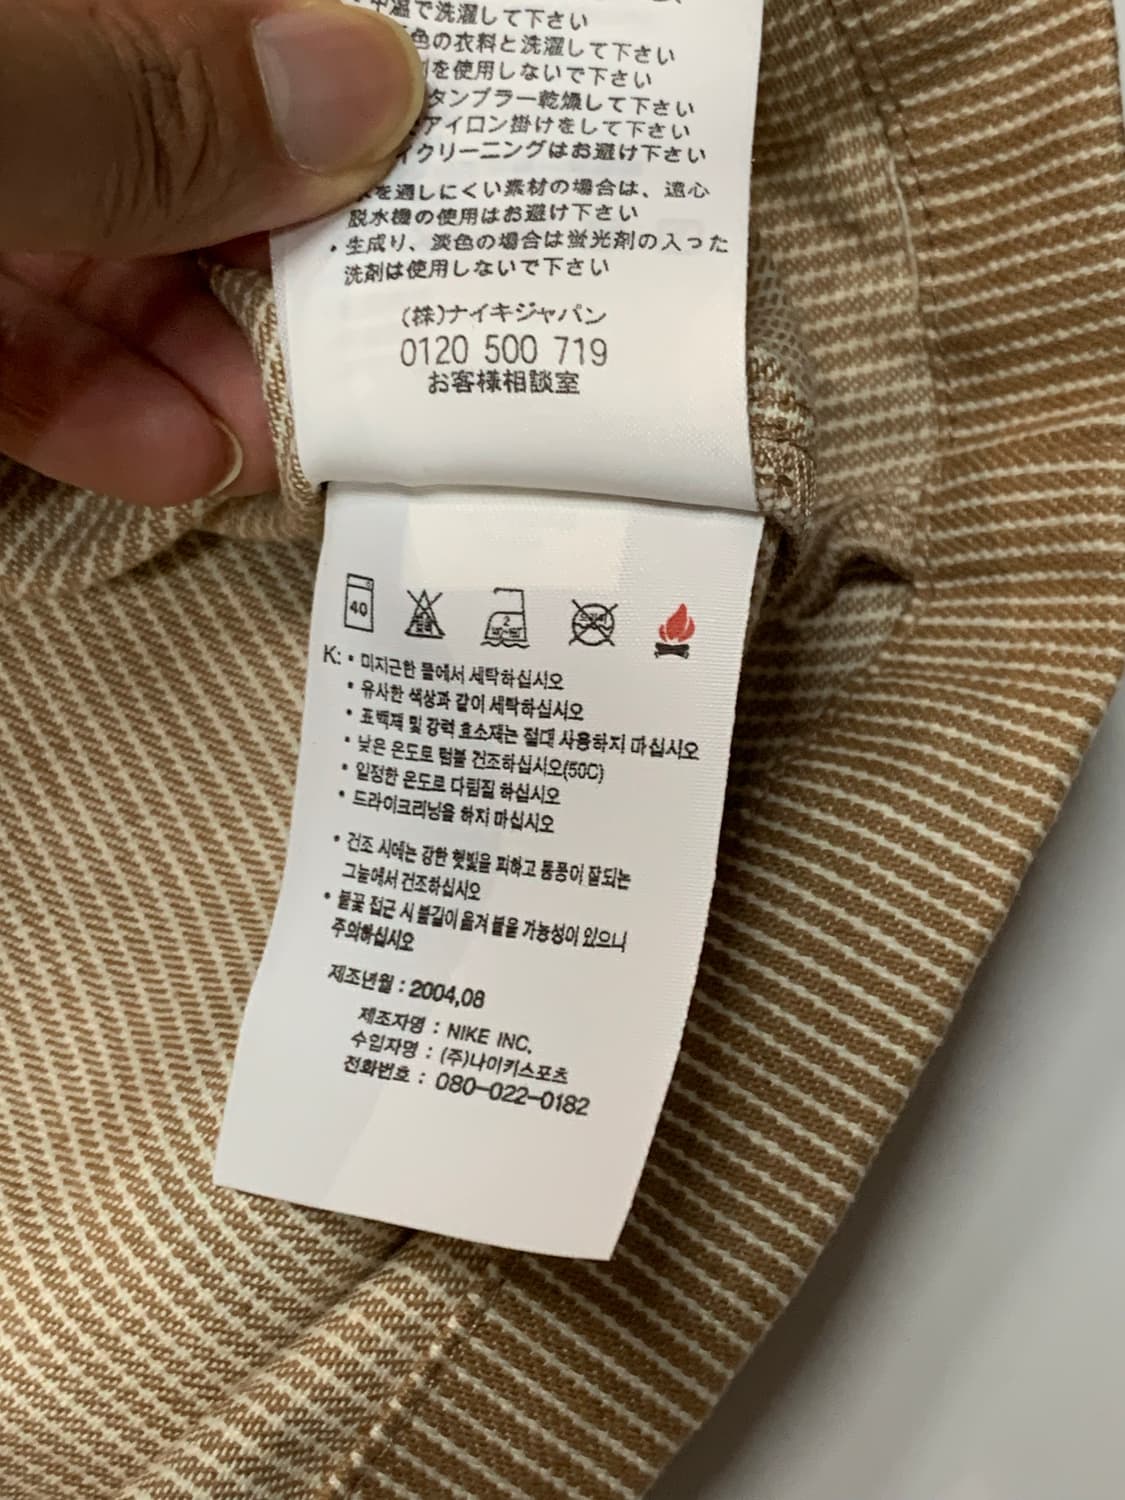 中温で洗濯して下さい
色の衣料と洗濯して下さい
を使用しないで下さい
タンブラー乾燥して下さい
アイロン掛けをして下さい
クリーニングはお避け下さい
を通しにくい素材の場合は、遠心
脱水機の使用はお避け下さい
・生成り、淡色の場合は蛍光剤の入った
洗剤は使用しないで下さい
(株)ナイキジャパン
0120 500 719
お客様相談室
40
2
K: • 미지근한 물에서 세탁하십시오
• 유사한 색상과 같이 세탁하십시오
• 표백제 및 강력 효소재는 절대 사용하지 마십시오
• 낮은 온도로 텀블 건조하십시오(50C)
• 일정한 온도로 다림질 하십시오
• 드라이크리닝을 하지 마십시오
• 건조 시에는 강한 햇빛을 피하고 통풍이 잘되는
그늘에서 건조하십시오
• 불꽃 접근 시 불길이 옮겨 붙을 가능성이 있으니
주의하십시오
제조년월 : 2004,08
제조자명 : NIKE INC.
수입자명 : (주)나이키스포츠
전화번호 : 080-022-0182